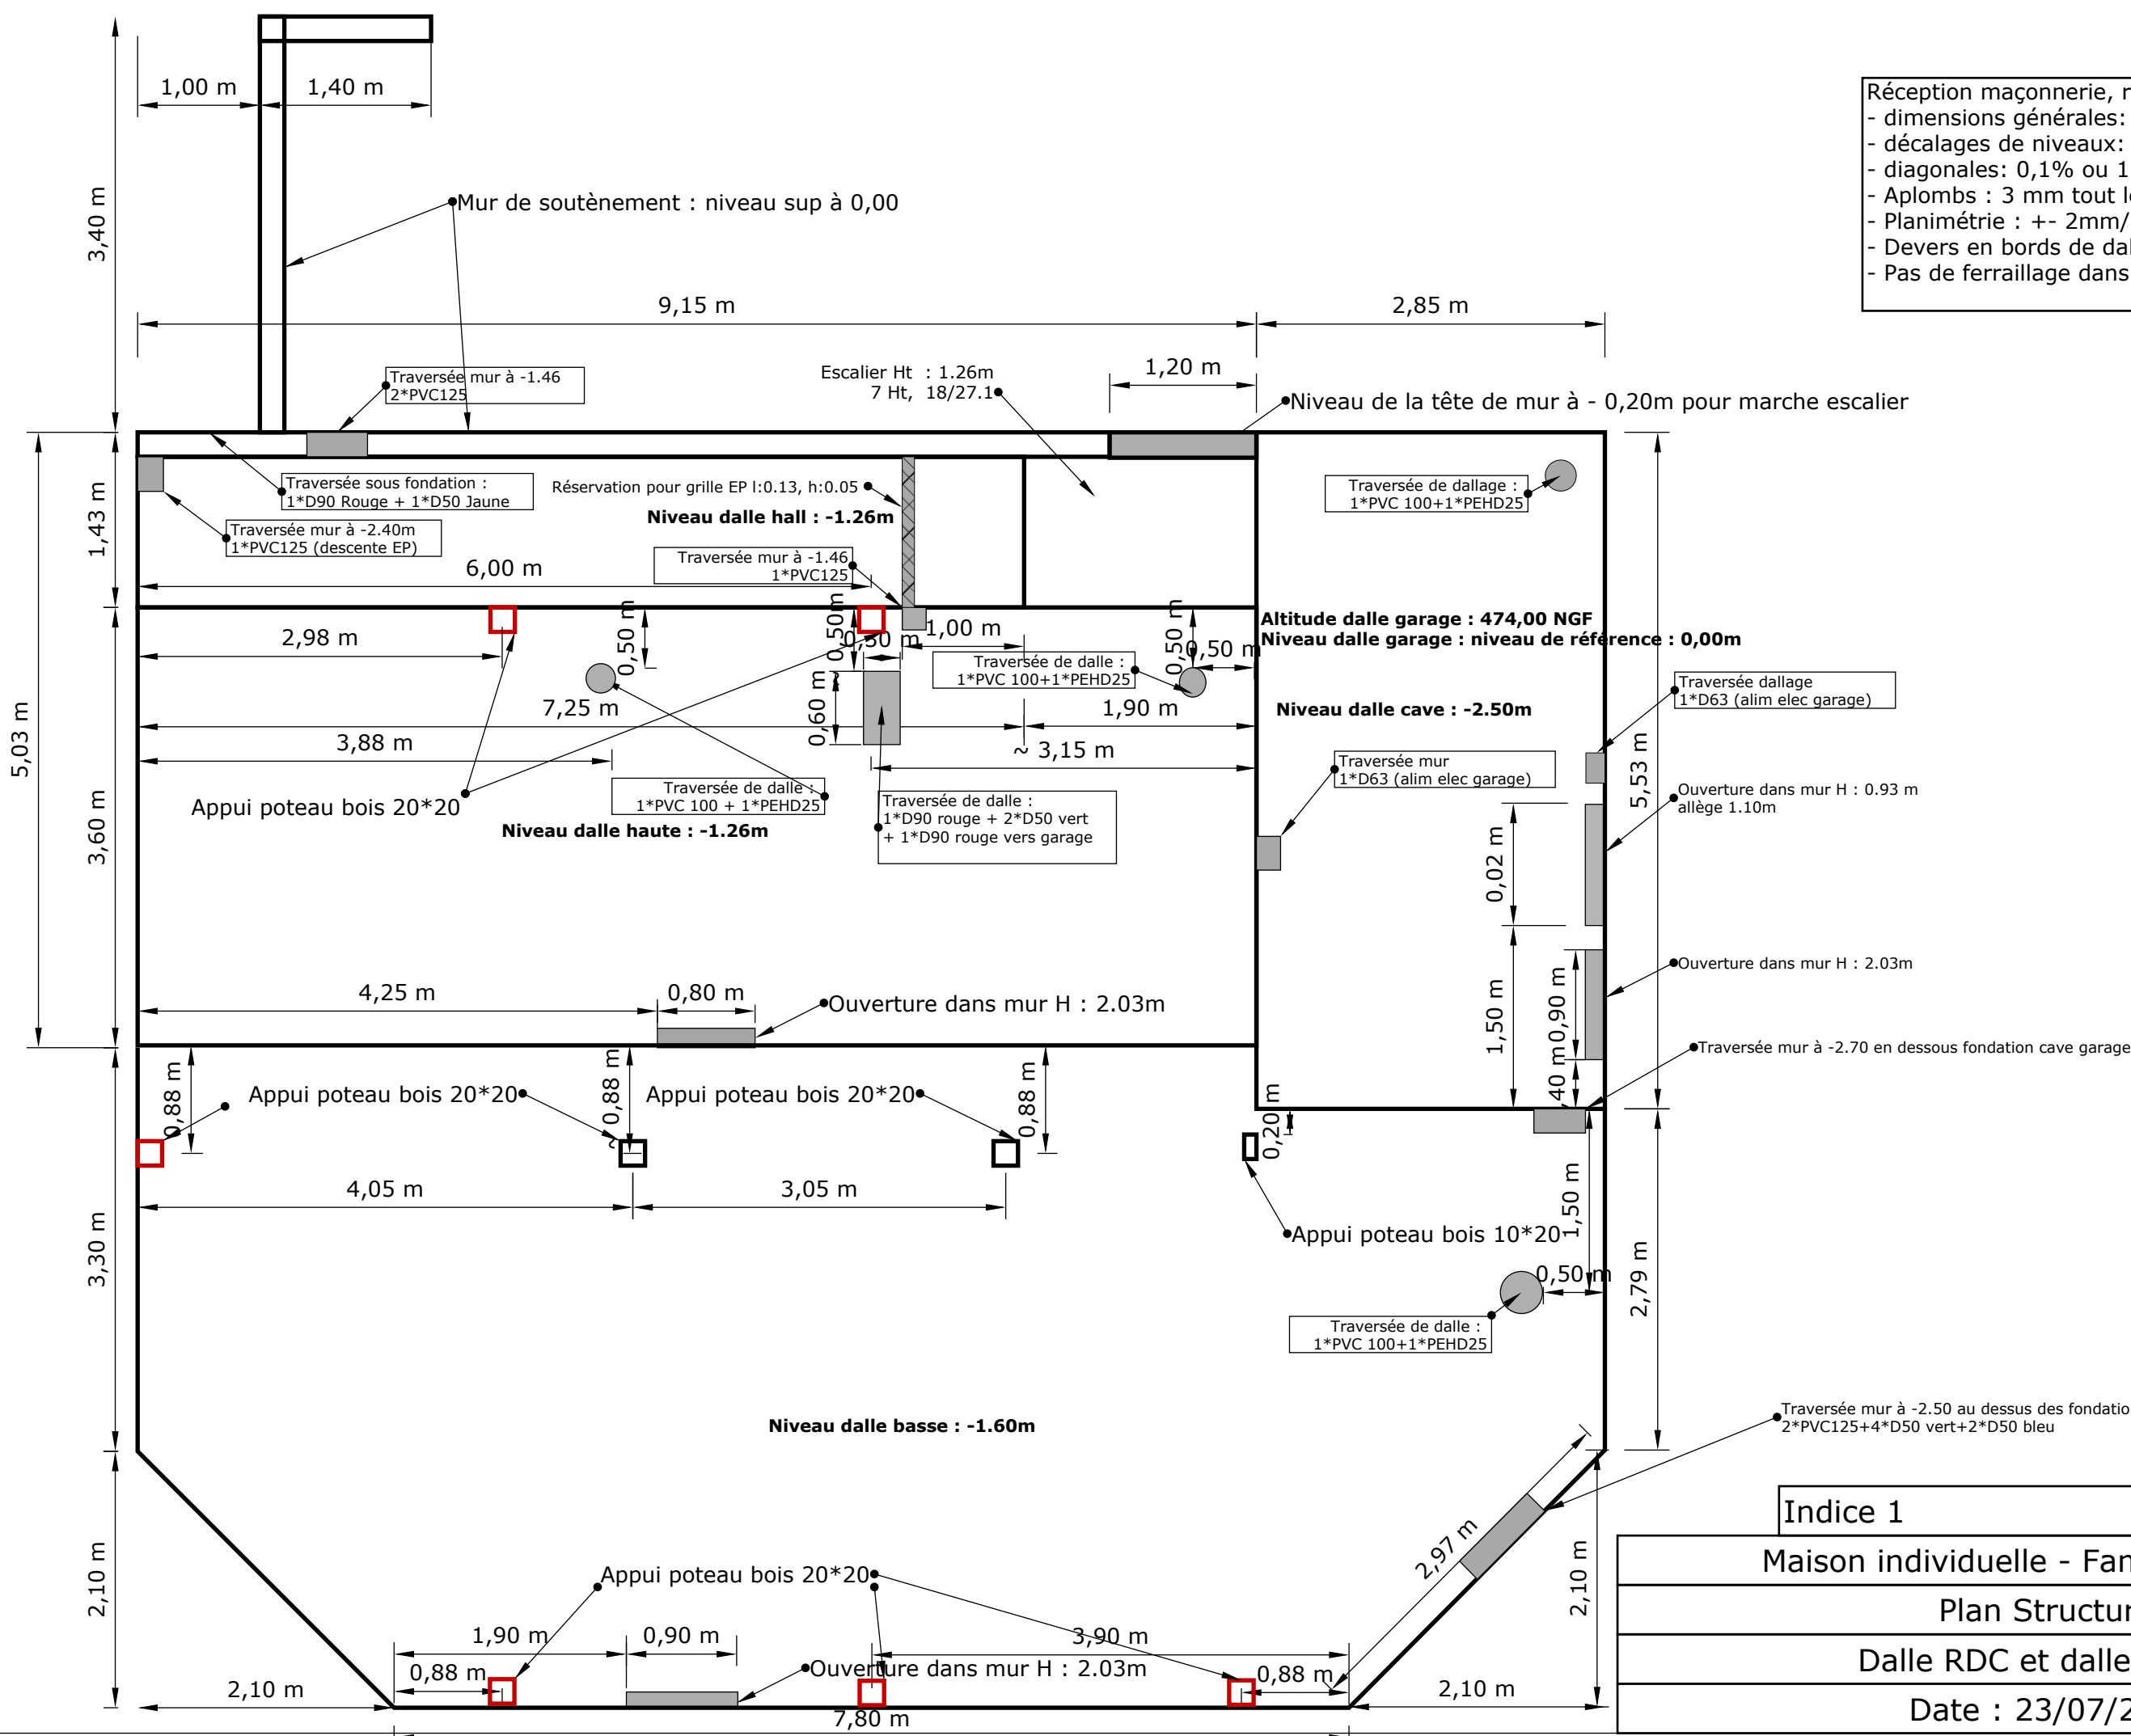 1,00 m
1,40 m
3,40 m
Mur de soutènement : niveau sup à 0,00
Réception maçonnerie,
- dimensions générales:
- décalages de niveaux:
- diagonales: 0,1% ou 1
- Aplombs : 3 mm tout
- Planimétrie : +- 2mm/
- Devers en bords de
- Pas de ferraillage dans
9,15 m
2,85 m
Traversée mur à -1.46
2*PVC125
Escalier Ht : 1.26m
7 Ht, 18/27.1
1,20 m
Niveau de la tête de mur à - 0,20m pour marche escalier
1,43 m
Traversée sous fondation :
1*D90 Rouge + 1*D50 Jaune
Réservation pour grille EP l:0.13, h:0.05
Niveau dalle hall : -1.26m
Traversée de dallage :
1*PVC 100+1*PEHD25
Traversée mur à -2.40m
1*PVC125 (descente EP)
Traversée mur à -1.46
1*PVC125
6,00 m
Altitude dalle garage : 474,00 NGF
Niveau dalle garage : niveau de référence : 0,00m
2,98 m
0,50 m
0,50 m
0,50 m
1,00 m
0,50 m
0,50 m
Traversée de dalle :
1*PVC 100+1*PEHD25
Traversée dallage
1*D63 (alim elec garage)
7,25 m
0,60 m
1,90 m
Niveau dalle cave : -2.50m
5,03 m
3,88 m
~ 3,15 m
5,53 m
Traversée mur
1*D63 (alim elec garage)
Appui poteau bois 20*20
Traversée de dalle :
1*PVC 100 + 1*PEHD25
Traversée de dalle :
1*D90 rouge + 2*D50 vert
+ 1*D90 rouge vers garage
Ouverture dans mur H : 0.93 m
allège 1.10m
3,60 m
Niveau dalle haute : -1.26m
0,02 m
Ouverture dans mur H : 2.03m
4,25 m
0,80 m
Ouverture dans mur H : 2.03m
1,50 m
0,90 m
,40 m
Traversée mur à -2.70 en dessous fondation cave garage
0,88 m
Appui poteau bois 20*20
~ 0,88 m
Appui poteau bois 20*20
0,88 m
0,20 m
4,05 m
3,05 m
1,50 m
Appui poteau bois 10*20
3,30 m
0,50 m
2,79 m
Traversée de dalle :
1*PVC 100+1*PEHD25
Niveau dalle basse : -1.60m
Traversée mur à -2.50 au dessus des
2*PVC125+4*D50 vert+2*D50 bleu
Indice 1
2,97 m
2,10 m
2,10 m
Maison individuelle -
Appui poteau bois 20*20
Plan
1,90 m
0,90 m
3,90 m
Dalle RDC et dalle
0,88 m
Ouverture dans mur H : 2.03m
0,88 m
2,10 m
2,10 m
Date : 23/07/2
7,80 m